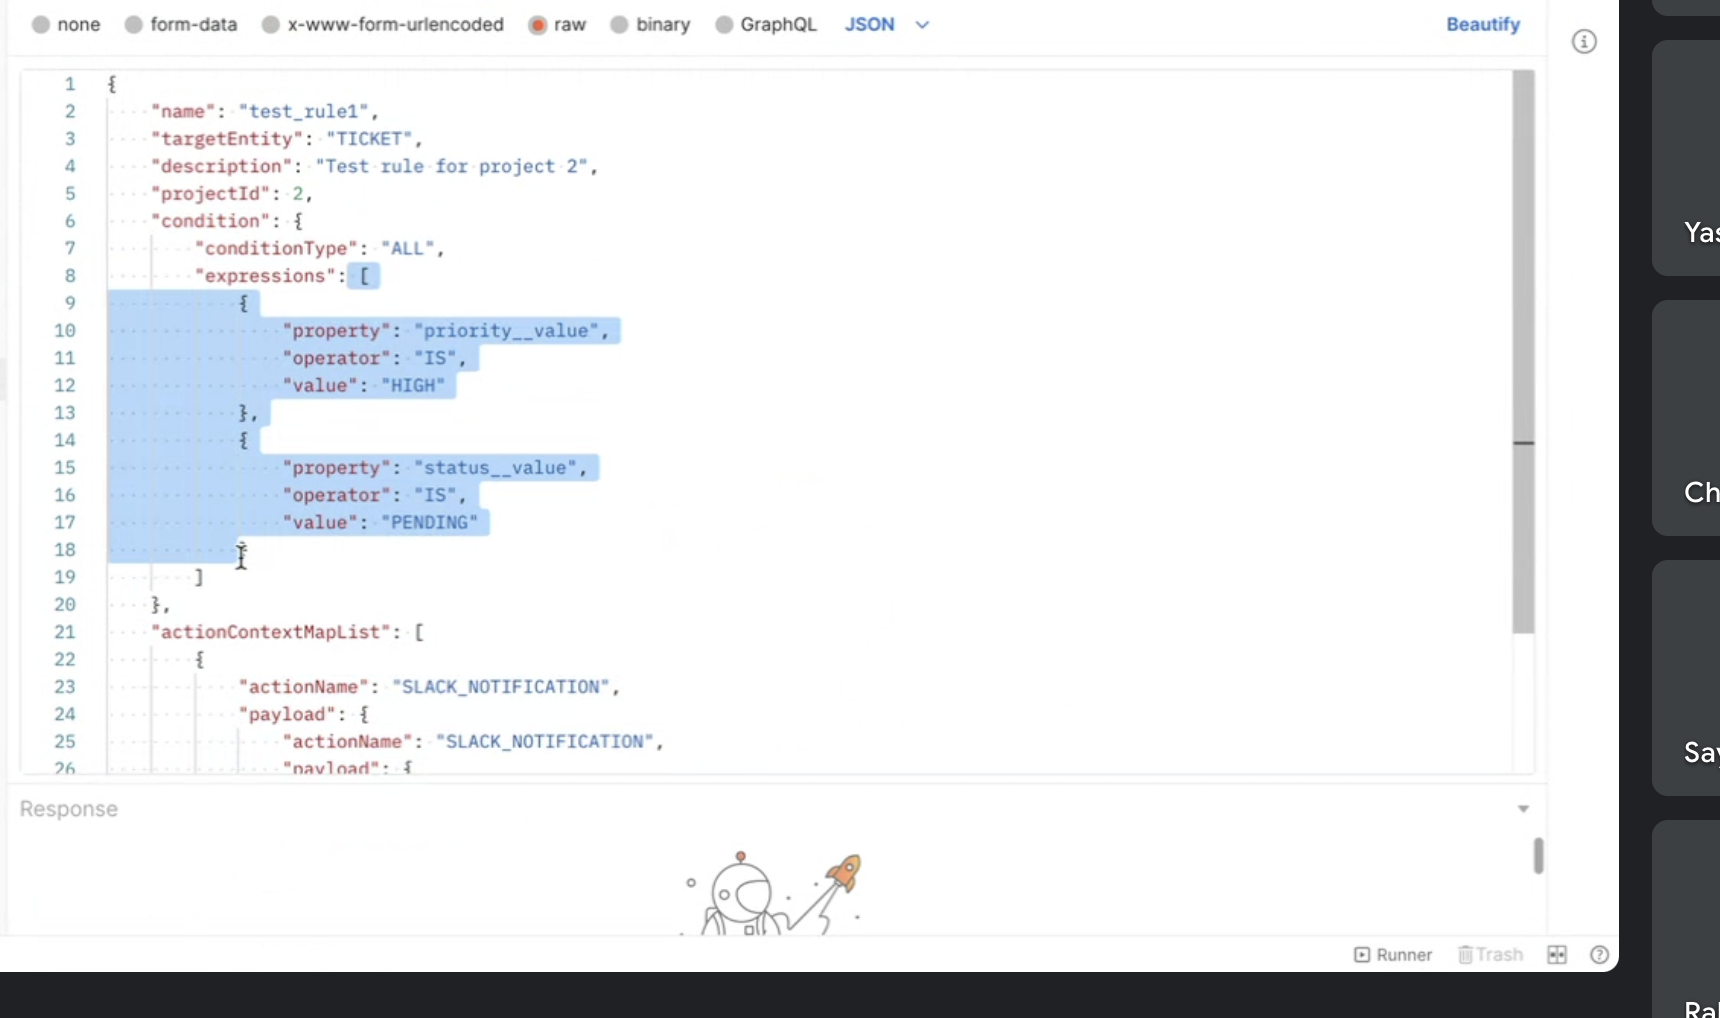 none form-data x-www-form-urlencoded raw binary GraphQL JSON Beautify
1 {
2 "name": "test_rule1",
3 "targetEntity": "TICKET",
4 "description": "Test rule for project 2",
5 "projectId": 2,
6 "condition": {
7 "conditionType": "ALL",
8 "expressions": [
9 {
10 "property": "priority__value",
11 "operator": "IS",
12 "value": "HIGH"
13 },
14 {
15 "property": "status__value",
16 "operator": "IS",
17 "value": "PENDING"
18 }
19 ]
20 },
21 "actionContextMapList": [
22 {
23 "actionName": "SLACK_NOTIFICATION",
24 "payload": {
25 "actionName": "SLACK_NOTIFICATION",
26 "payload": {
Response
Runner Trash
Yas
Ch
Say